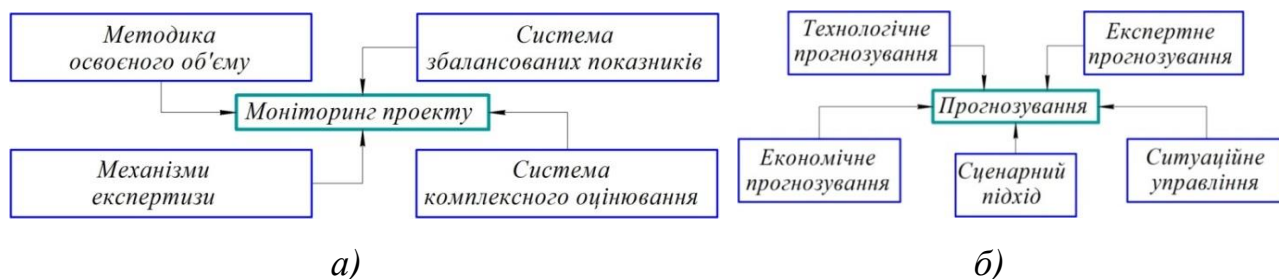 Методика
освоєного об'єму
Система
збалансованих показників
Моніторинг проекту
Механізми
експертизи
Система
комплексного оцінювання
а)
Технологічне
прогнозування
Експертне
прогнозування
Прогнозування
Економічне
прогнозування
Сценарний
підхід
Ситуаційне
управління
б)